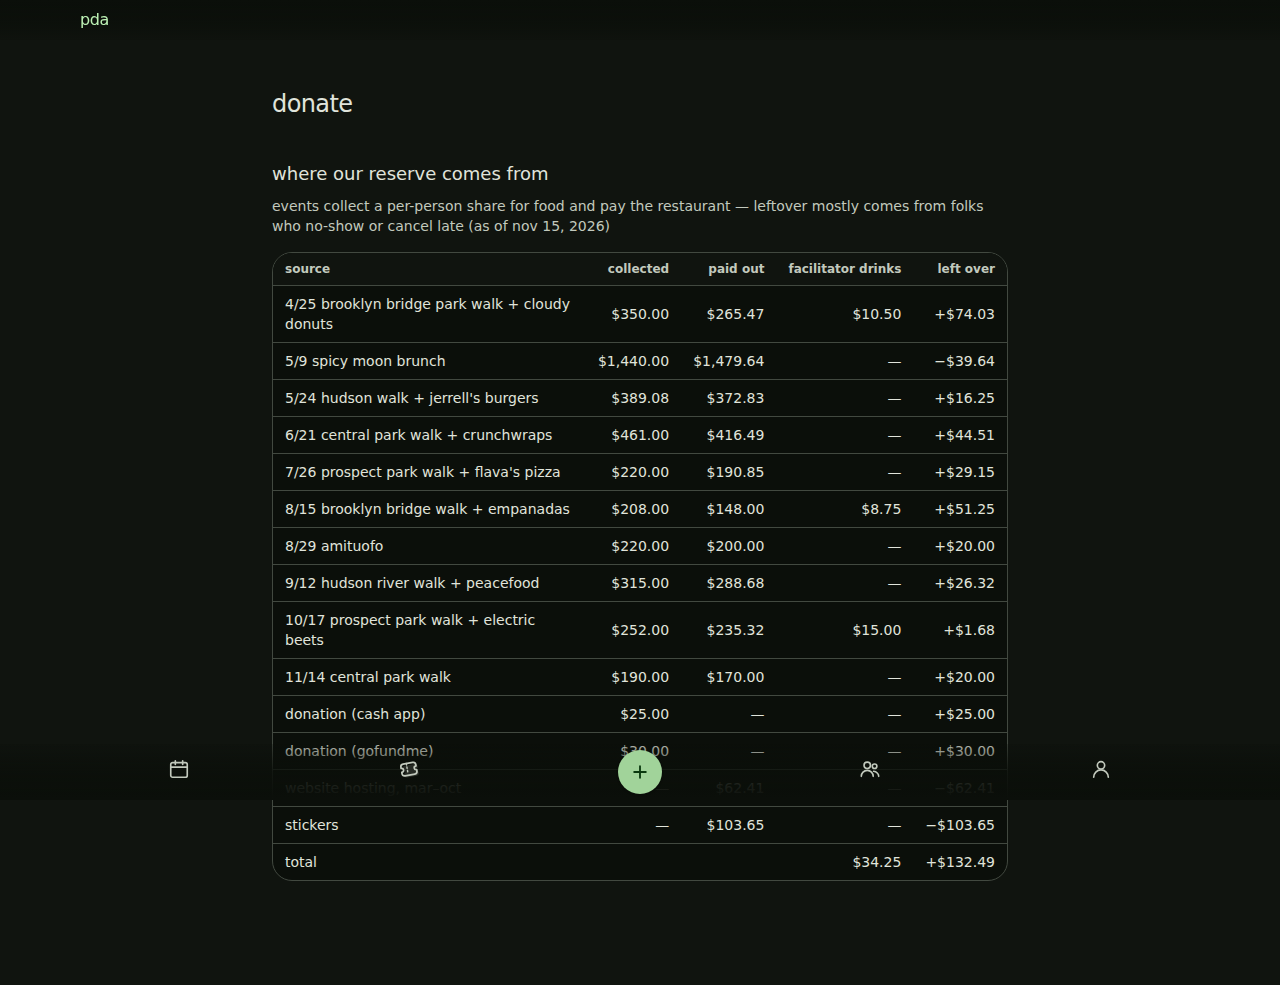 pda
donate
where our reserve comes from
events collect a per-person share for food and pay the restaurant — leftover mostly comes from folks
who no-show or cancel late (as of nov 15, 2026)
source collected paid out facilitator drinks left over
4/25 brooklyn bridge park walk + cloudy donuts $350.00 $265.47 $10.50 +$74.03
5/9 spicy moon brunch $1,440.00 $1,479.64 — −$39.64
5/24 hudson walk + jerrell's burgers $389.08 $372.83 — +$16.25
6/21 central park walk + crunchwraps $461.00 $416.49 — +$44.51
7/26 prospect park walk + flava's pizza $220.00 $190.85 — +$29.15
8/15 brooklyn bridge walk + empanadas $208.00 $148.00 $8.75 +$51.25
8/29 amituofo $220.00 $200.00 — +$20.00
9/12 hudson river walk + peacefood $315.00 $288.68 — +$26.32
10/17 prospect park walk + electric beets $252.00 $235.32 $15.00 +$1.68
11/14 central park walk $190.00 $170.00 — +$20.00
donation (cash app) $25.00 — — +$25.00
donation (gofundme) $30.00 — — +$30.00
website hosting, mar–oct — $62.41 — −$62.41
stickers — $103.65 — −$103.65
total $34.25 +$132.49